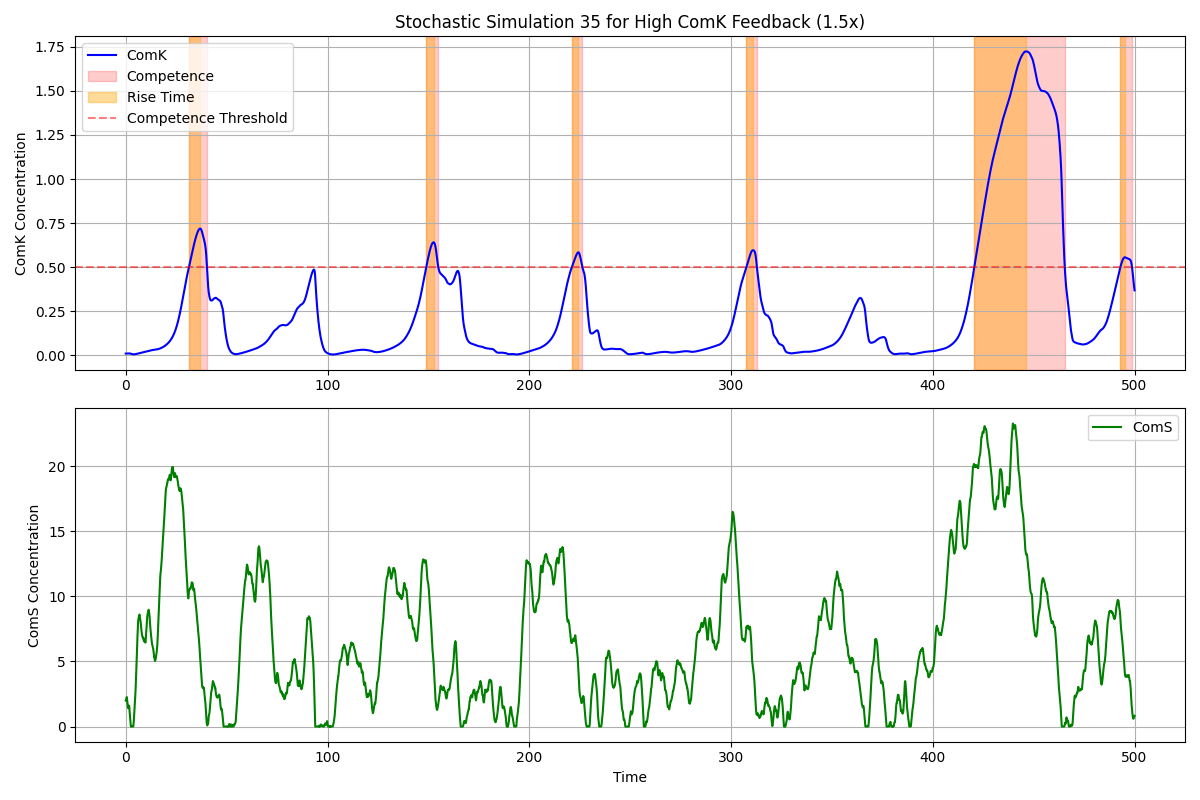 Stochastic Simulation 35 for High ComK Feedback (1.5x)
ComK Concentration
1.75
1.50
1.25
1.00
0.75
0.50
0.25
0.00
ComK
Competence
Rise Time
Competence Threshold
0 100 200 300 400 500
ComS Concentration
20
15
10
5
0
ComS
0 100 200 300 400 500
Time